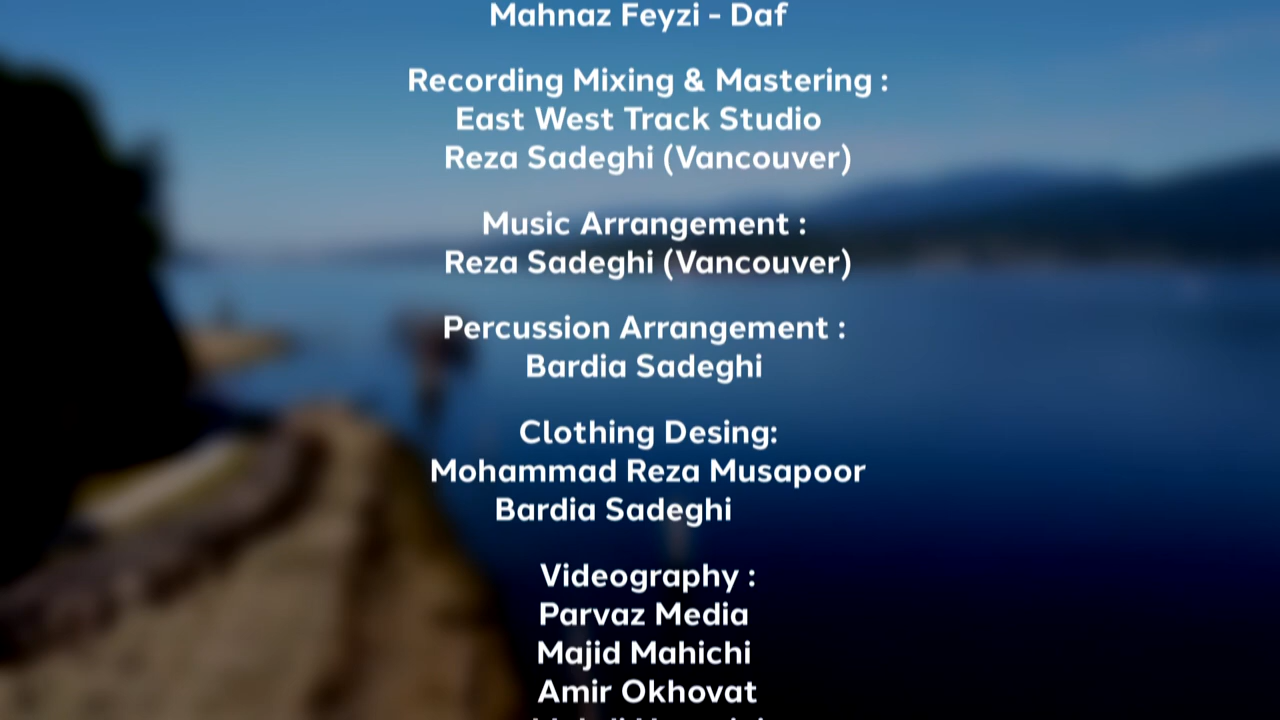 Mahnaz Feyzi - Daf
Recording Mixing & Mastering :
East West Track Studio
Reza Sadeghi (Vancouver)
Music Arrangement :
Reza Sadeghi (Vancouver)
Percussion Arrangement :
Bardia Sadeghi
Clothing Desing:
Mohammad Reza Musapoor
Bardia Sadeghi
Videography :
Parvaz Media
Majid Mahichi
Amir Okhovat